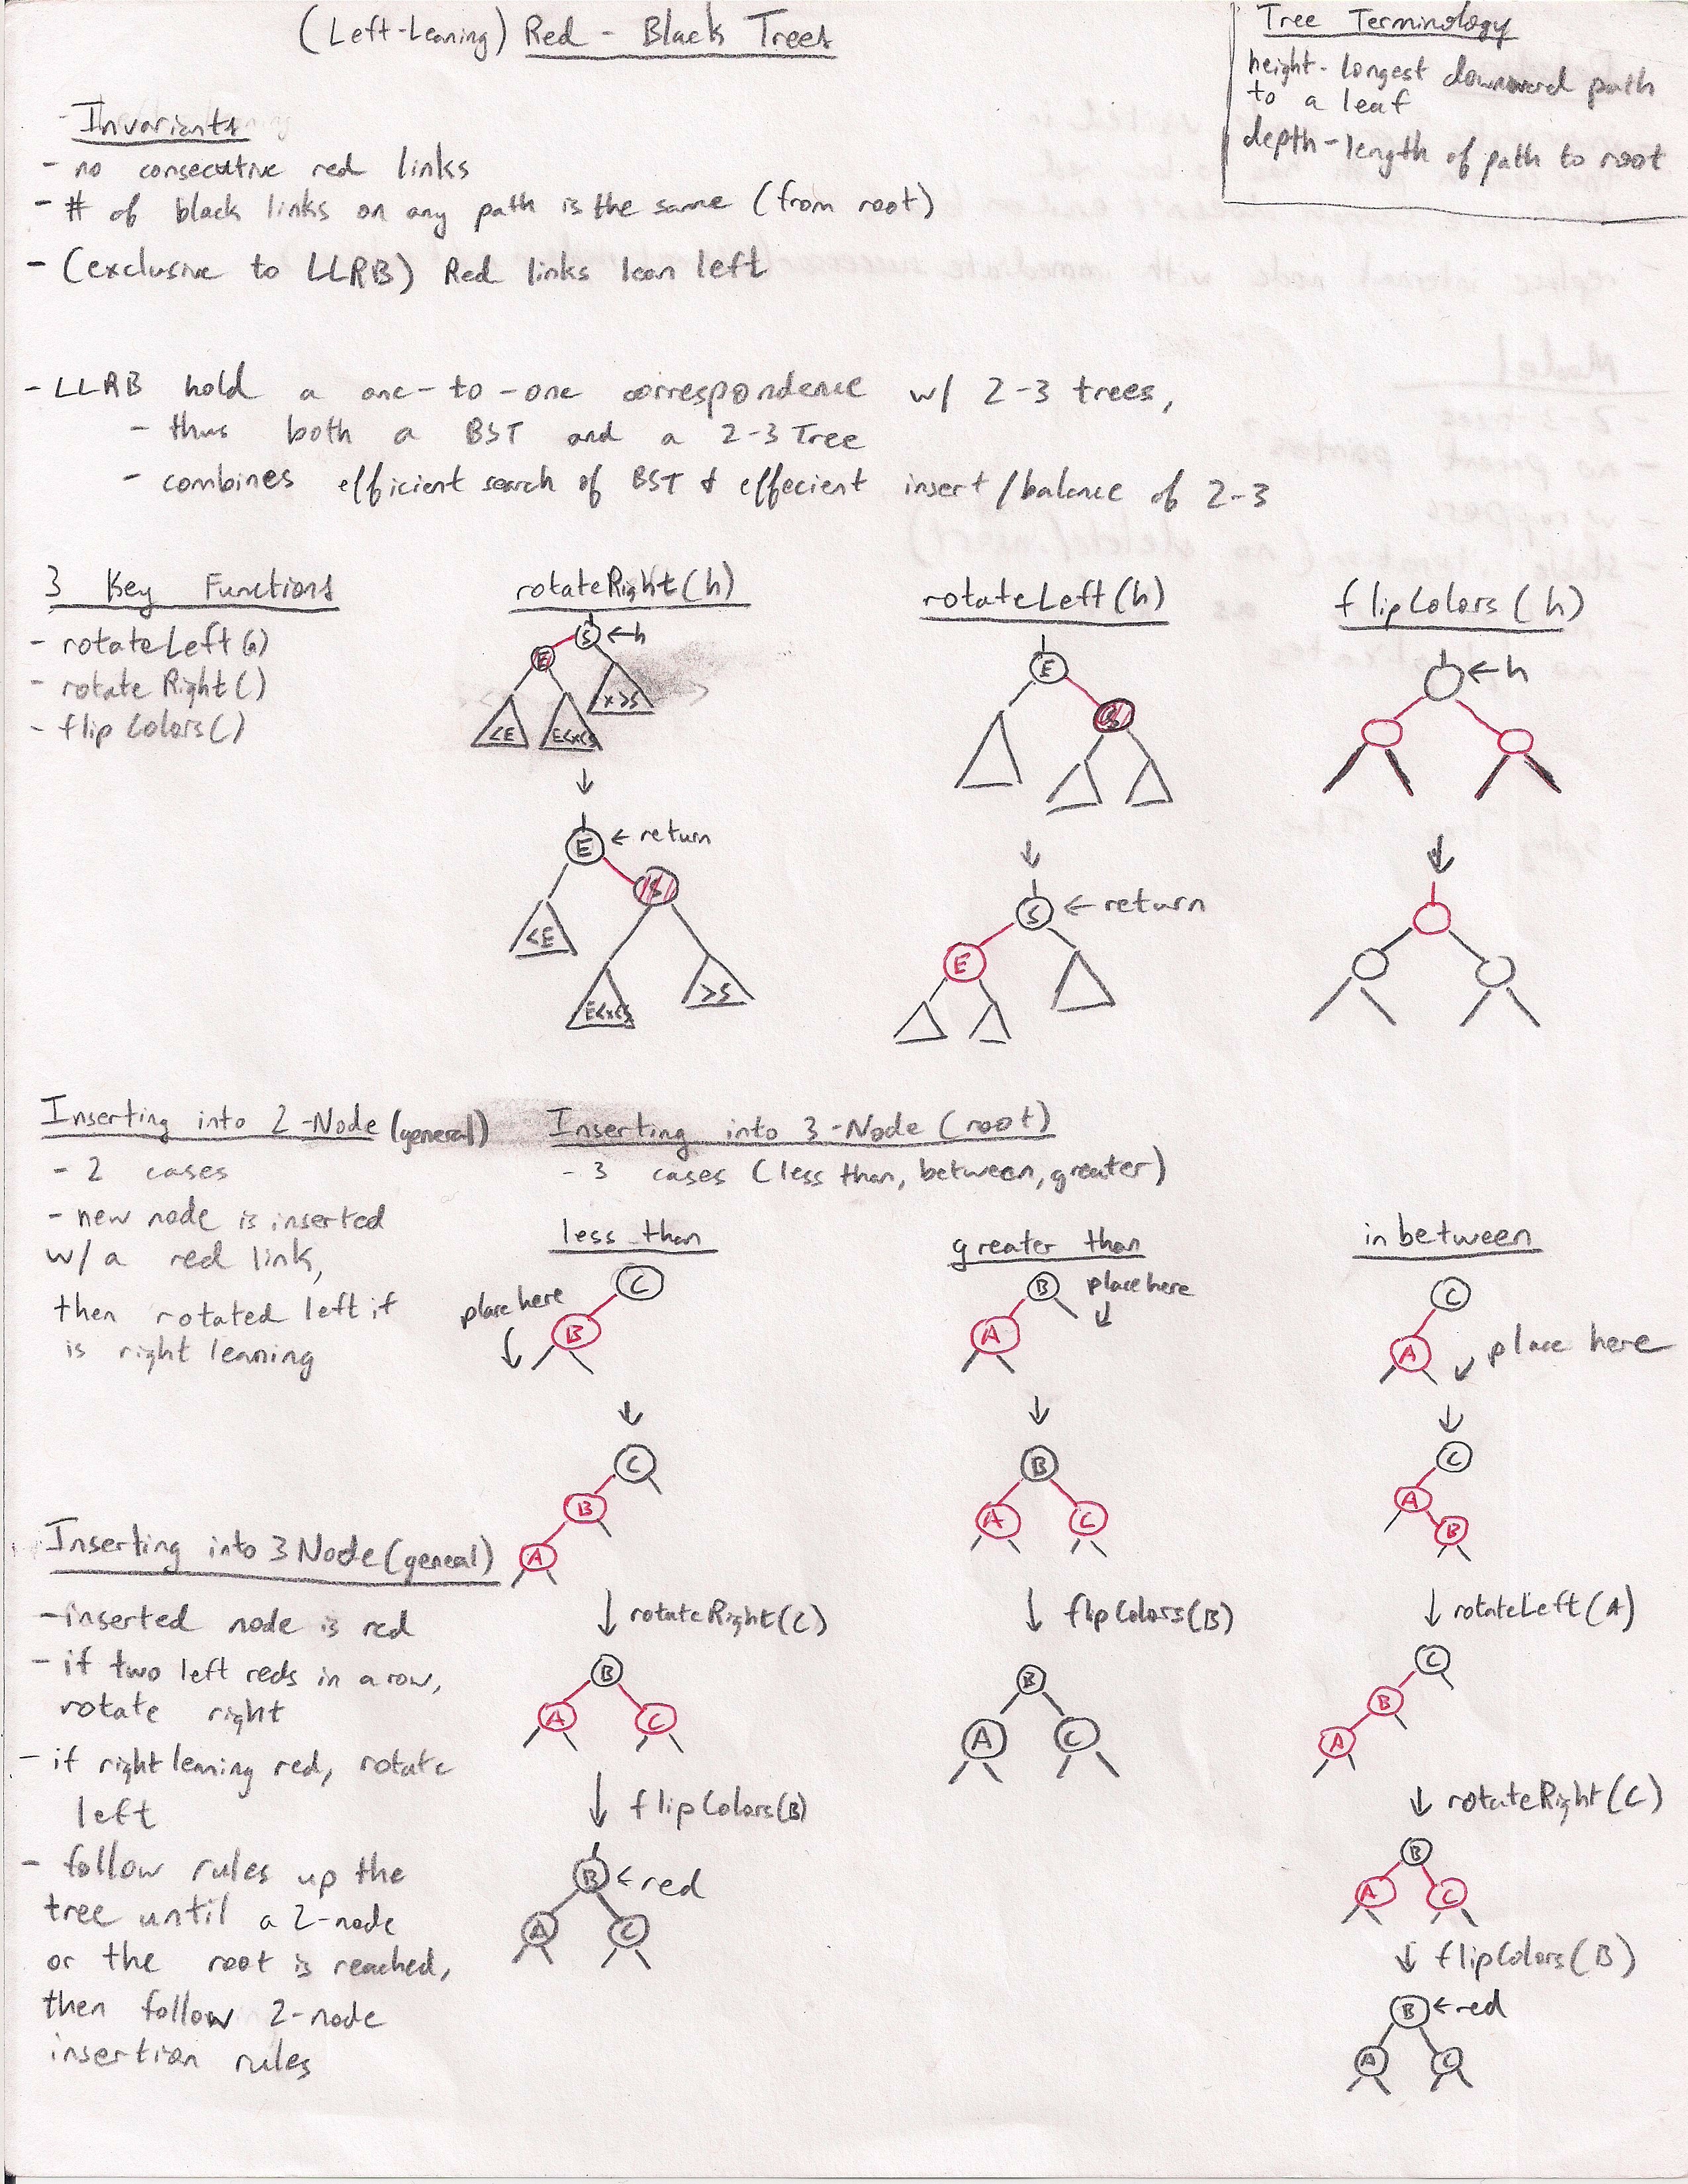 (Left-Leaning) Red - Black Trees
Tree Terminology
height - longest downward path
to a leaf
depth - length of path to root
Invariants
- no consecutive red links
- # of black links on any path is the same (from root)
- (exclusive to LLRB) Red links lean left
- LLRB hold a one-to-one correspondence w/ 2-3 trees,
- thus both a BST and a 2-3 Tree
- combines efficient search of BST & effecient insert/balance of 2-3
3 Key Functions
- rotateLeft()
- rotateRight()
- flipColors()
rotateRight(h)
S ← h
E
x>S
<E
E<x<S
E ← return
S
<E
E<x<S
>S
rotateLeft(h)
E
S
S ← return
E
flipColors(h)
← h
Inserting into 2-Node (general)
- 2 cases
- new node is inserted
w/ a red link,
then rotated left if
is right leaning
Inserting into 3-Node (root)
- 3 cases (less than, between, greater)
less than
C
place here
B
C
B
A
rotateRight(C)
B
A C
flipColors(B)
B ← red
A C
greater than
B place here
A
B
A C
flipColors(B)
B
A C
in between
C
A place here
C
A
B
rotateLeft(A)
C
B
A
rotateRight(C)
B
A C
flipColors(B)
B ← red
A C
Inserting into 3 Node (geneal)
- inserted node is red
- if two left reds in a row,
rotate right
- if right leaning red, rotate
left
- follow rules up the
tree until a 2-node
or the root is reached,
then follow 2-node
insertion rules